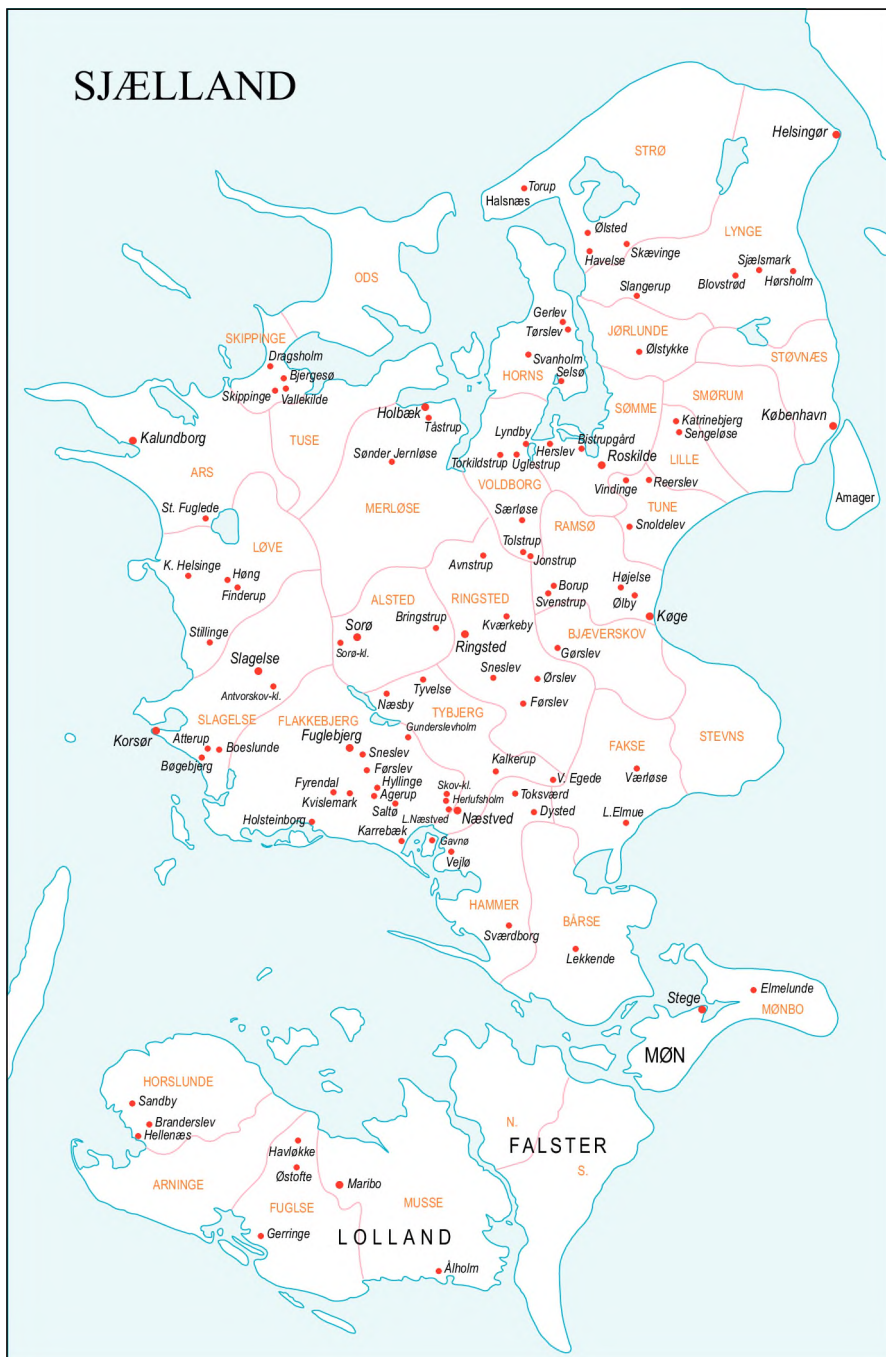 SJÆLLAND
Helsingør
STRØ
Torup
Halsnæs
Ølsted
LYNGE
Skævinge
Havelse
Sjælsmark
ODS
Blovstrød
Hørsholm
Slangerup
Gerlev
Tørslev
JØRLUNDE
SKIPPINGE
Ølstykke
Dragsholm
Svanholm
STØVNÆS
HORNS
Selsø
Bjergesø
SMØRUM
Skippinge
Vallekilde
SØMME
Holbæk
København
Tåstrup
Katrinebjerg
Sengeløse
Kalundborg
TUSE
Lyndby
Herslev
Bistrupgård
Sønder Jernløse
Torkildstrup
Uglestrup
Roskilde
LILLE
ARS
VOLDBORG
Vindinge
Reerslev
Amager
St. Fuglede
MERLØSE
Særløse
TUNE
RAMSØ
Snoldelev
LØVE
Tolstrup
Jonstrup
Avnstrup
K. Helsinge
Høng
Finderup
ALSTED
RINGSTED
Borup
Svenstrup
Højelse
Ølby
Bringstrup
Kværkeby
Køge
Sorø
Stillinge
Sorø-kl.
Ringsted
BJÆVERSKOV
Gørslev
Slagelse
Antvorskov-kl.
Sneslev
Ørslev
Tyvelse
Næsby
Førslev
SLAGELSE
FLAKKEBJERG
TYBJERG
STEVNS
Gunderslevholm
Korsør
Atterup
Boeslunde
Fuglebjerg
Sneslev
FAKSE
Bøgebjerg
Førslev
Kalkerup
V. Egede
Værløse
Fyrendal
Hyllinge
Skov-kl.
Kvislemark
Agerup
Herlufsholm
Toksværd
Saltø
L.Næstved
Næstved
Dysted
L.Elmue
Holsteinborg
Karrebæk
Gavnø
Vejlø
HAMMER
BÅRSE
Sværdborg
Lekkende
Elmelunde
Stege
MØNBO
MØN
HORSLUNDE
Sandby
Branderslev
Hellenæs
N.
FALSTER
Havløkke
Østofte
S.
ARNINGE
Maribo
FUGLSE
MUSSE
Gerringe
LOLLAND
Ålholm